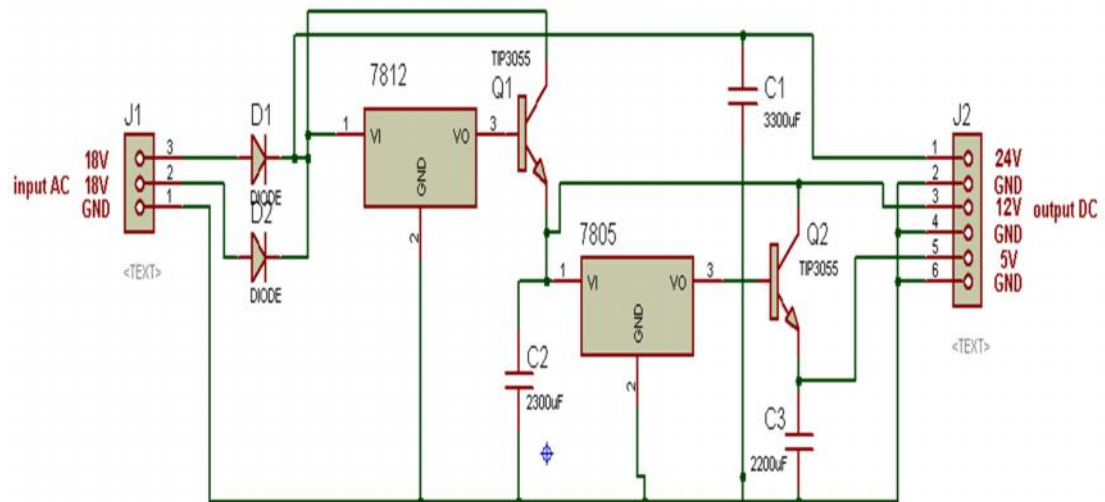 J1
18V 3
input AC 18V 2
GND 1
<TEXT>
D1
DIODE
D2
DIODE
7812
1 VI VO 3
GND
2
TIP3055
Q1
C1
3300uF
7805
1 VI VO 3
GND
2
Q2
TIP3055
C2
2300uF
C3
2200uF
J2
1 24V
2 GND
3 12V output DC
4 GND
5 5V
6 GND
<TEXT>